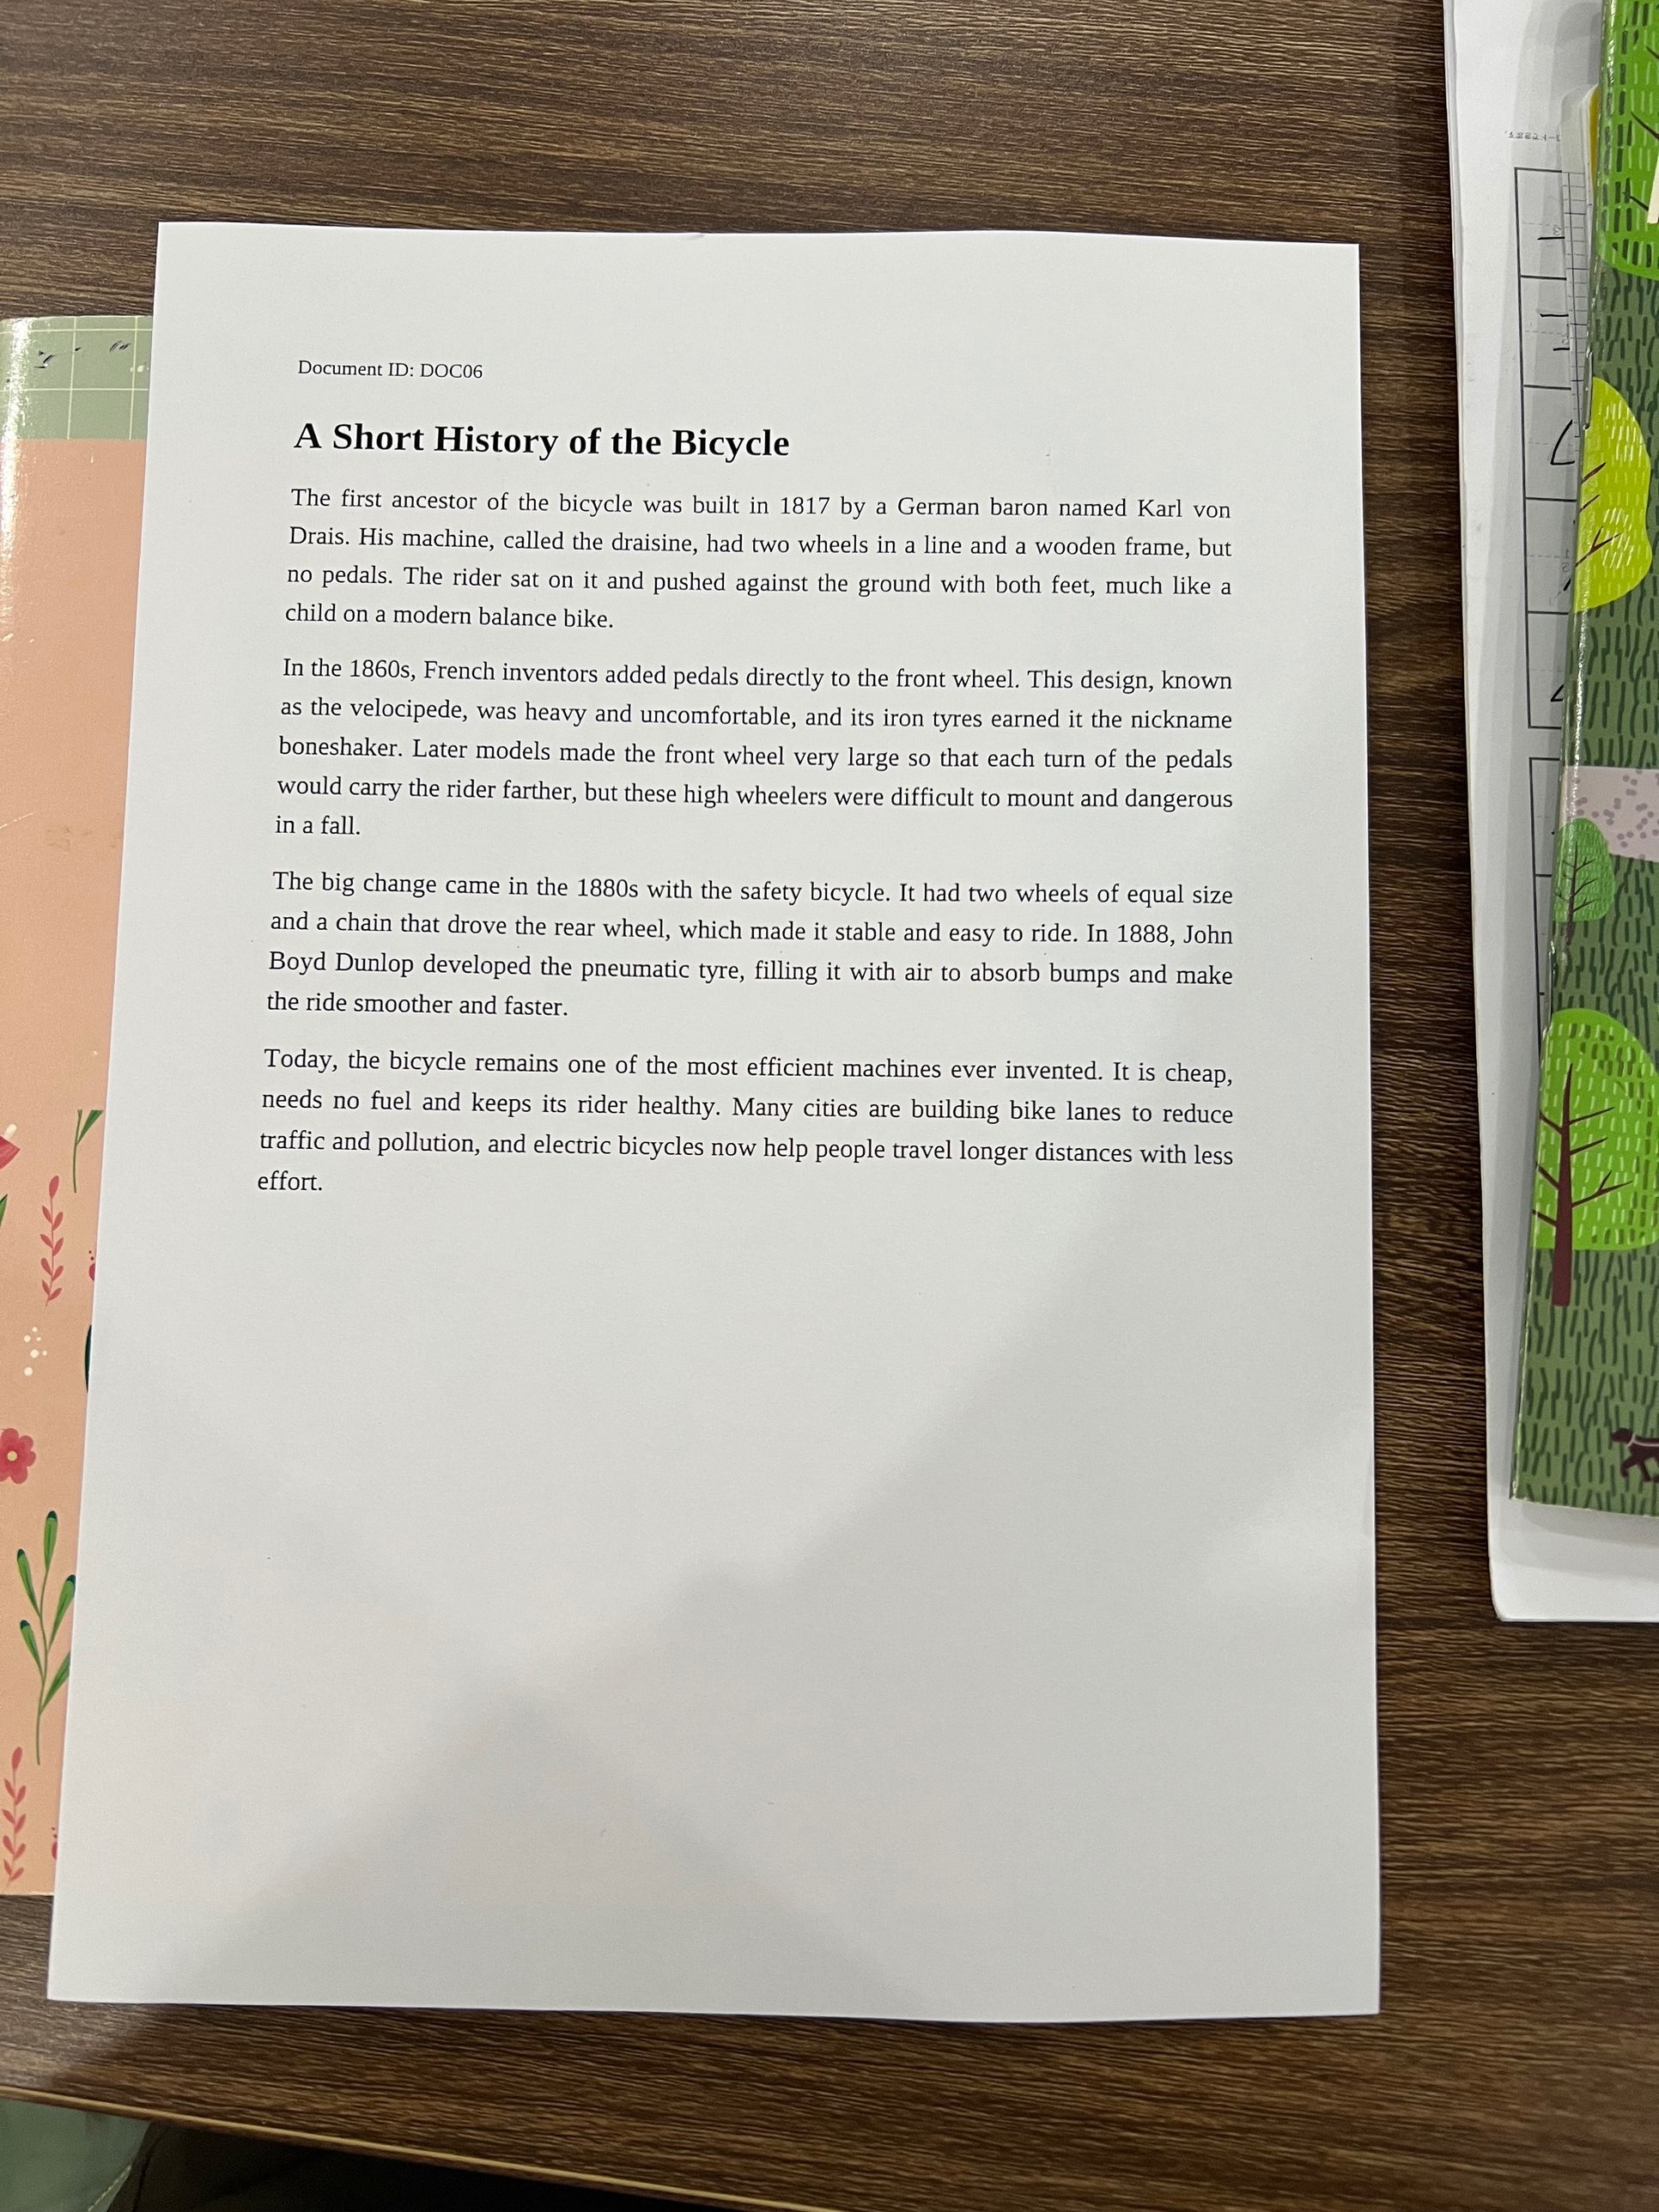 Document ID: DOC06
A Short History of the Bicycle
The first ancestor of the bicycle was built in 1817 by a German baron named Karl von
Drais. His machine, called the draisine, had two wheels in a line and a wooden frame, but
no pedals. The rider sat on it and pushed against the ground with both feet, much like a
child on a modern balance bike.
In the 1860s, French inventors added pedals directly to the front wheel. This design, known
as the velocipede, was heavy and uncomfortable, and its iron tyres earned it the nickname
boneshaker. Later models made the front wheel very large so that each turn of the pedals
would carry the rider farther, but these high wheelers were difficult to mount and dangerous
in a fall.
The big change came in the 1880s with the safety bicycle. It had two wheels of equal size
and a chain that drove the rear wheel, which made it stable and easy to ride. In 1888, John
Boyd Dunlop developed the pneumatic tyre, filling it with air to absorb bumps and make
the ride smoother and faster.
Today, the bicycle remains one of the most efficient machines ever invented. It is cheap,
needs no fuel and keeps its rider healthy. Many cities are building bike lanes to reduce
traffic and pollution, and electric bicycles now help people travel longer distances with less
effort.